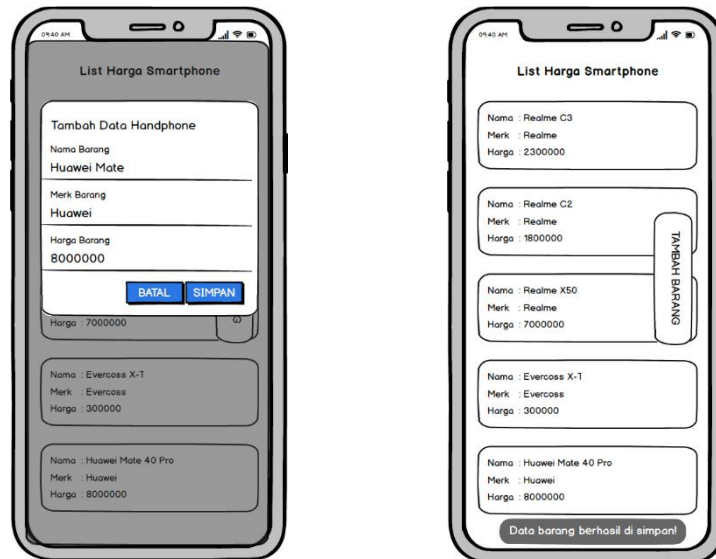 09:40 AM
List Harga Smartphone
Tambah Data Handphone
Nama Barang
Huawei Mate
Merk Barang
Huawei
Harga Barang
8000000
BATAL SIMPAN
Harga : 7000000
Nama : Evercoss X-T
Merk : Evercoss
Harga : 300000
Nama : Huawei Mate 40 Pro
Merk : Huawei
Harga : 8000000
09:40 AM
List Harga Smartphone
Nama : Realme C3
Merk : Realme
Harga : 2300000
Nama : Realme C2
Merk : Realme
Harga : 1800000
TAMBAH BARANG
Nama : Realme X50
Merk : Realme
Harga : 7000000
Nama : Evercoss X-T
Merk : Evercoss
Harga : 300000
Nama : Huawei Mate 40 Pro
Merk : Huawei
Harga : 8000000
Data barang berhasil di simpan!